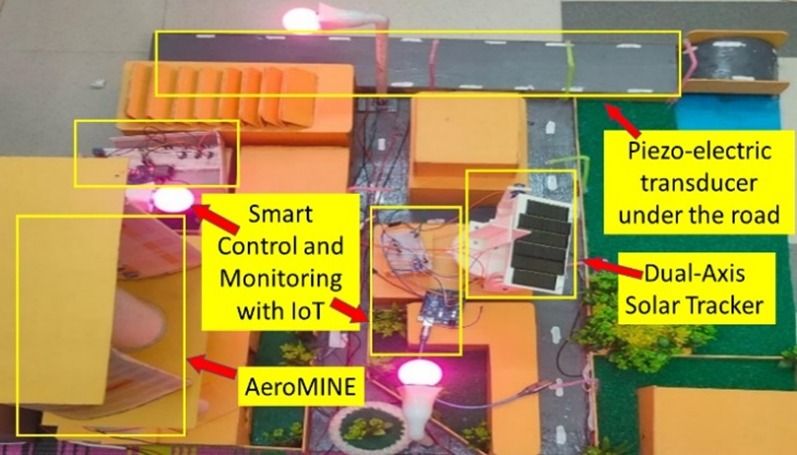 Piezo-electric
transducer
under the road
Smart
Control and
Monitoring
with IoT
Dual-Axis
Solar Tracker
AeroMINE